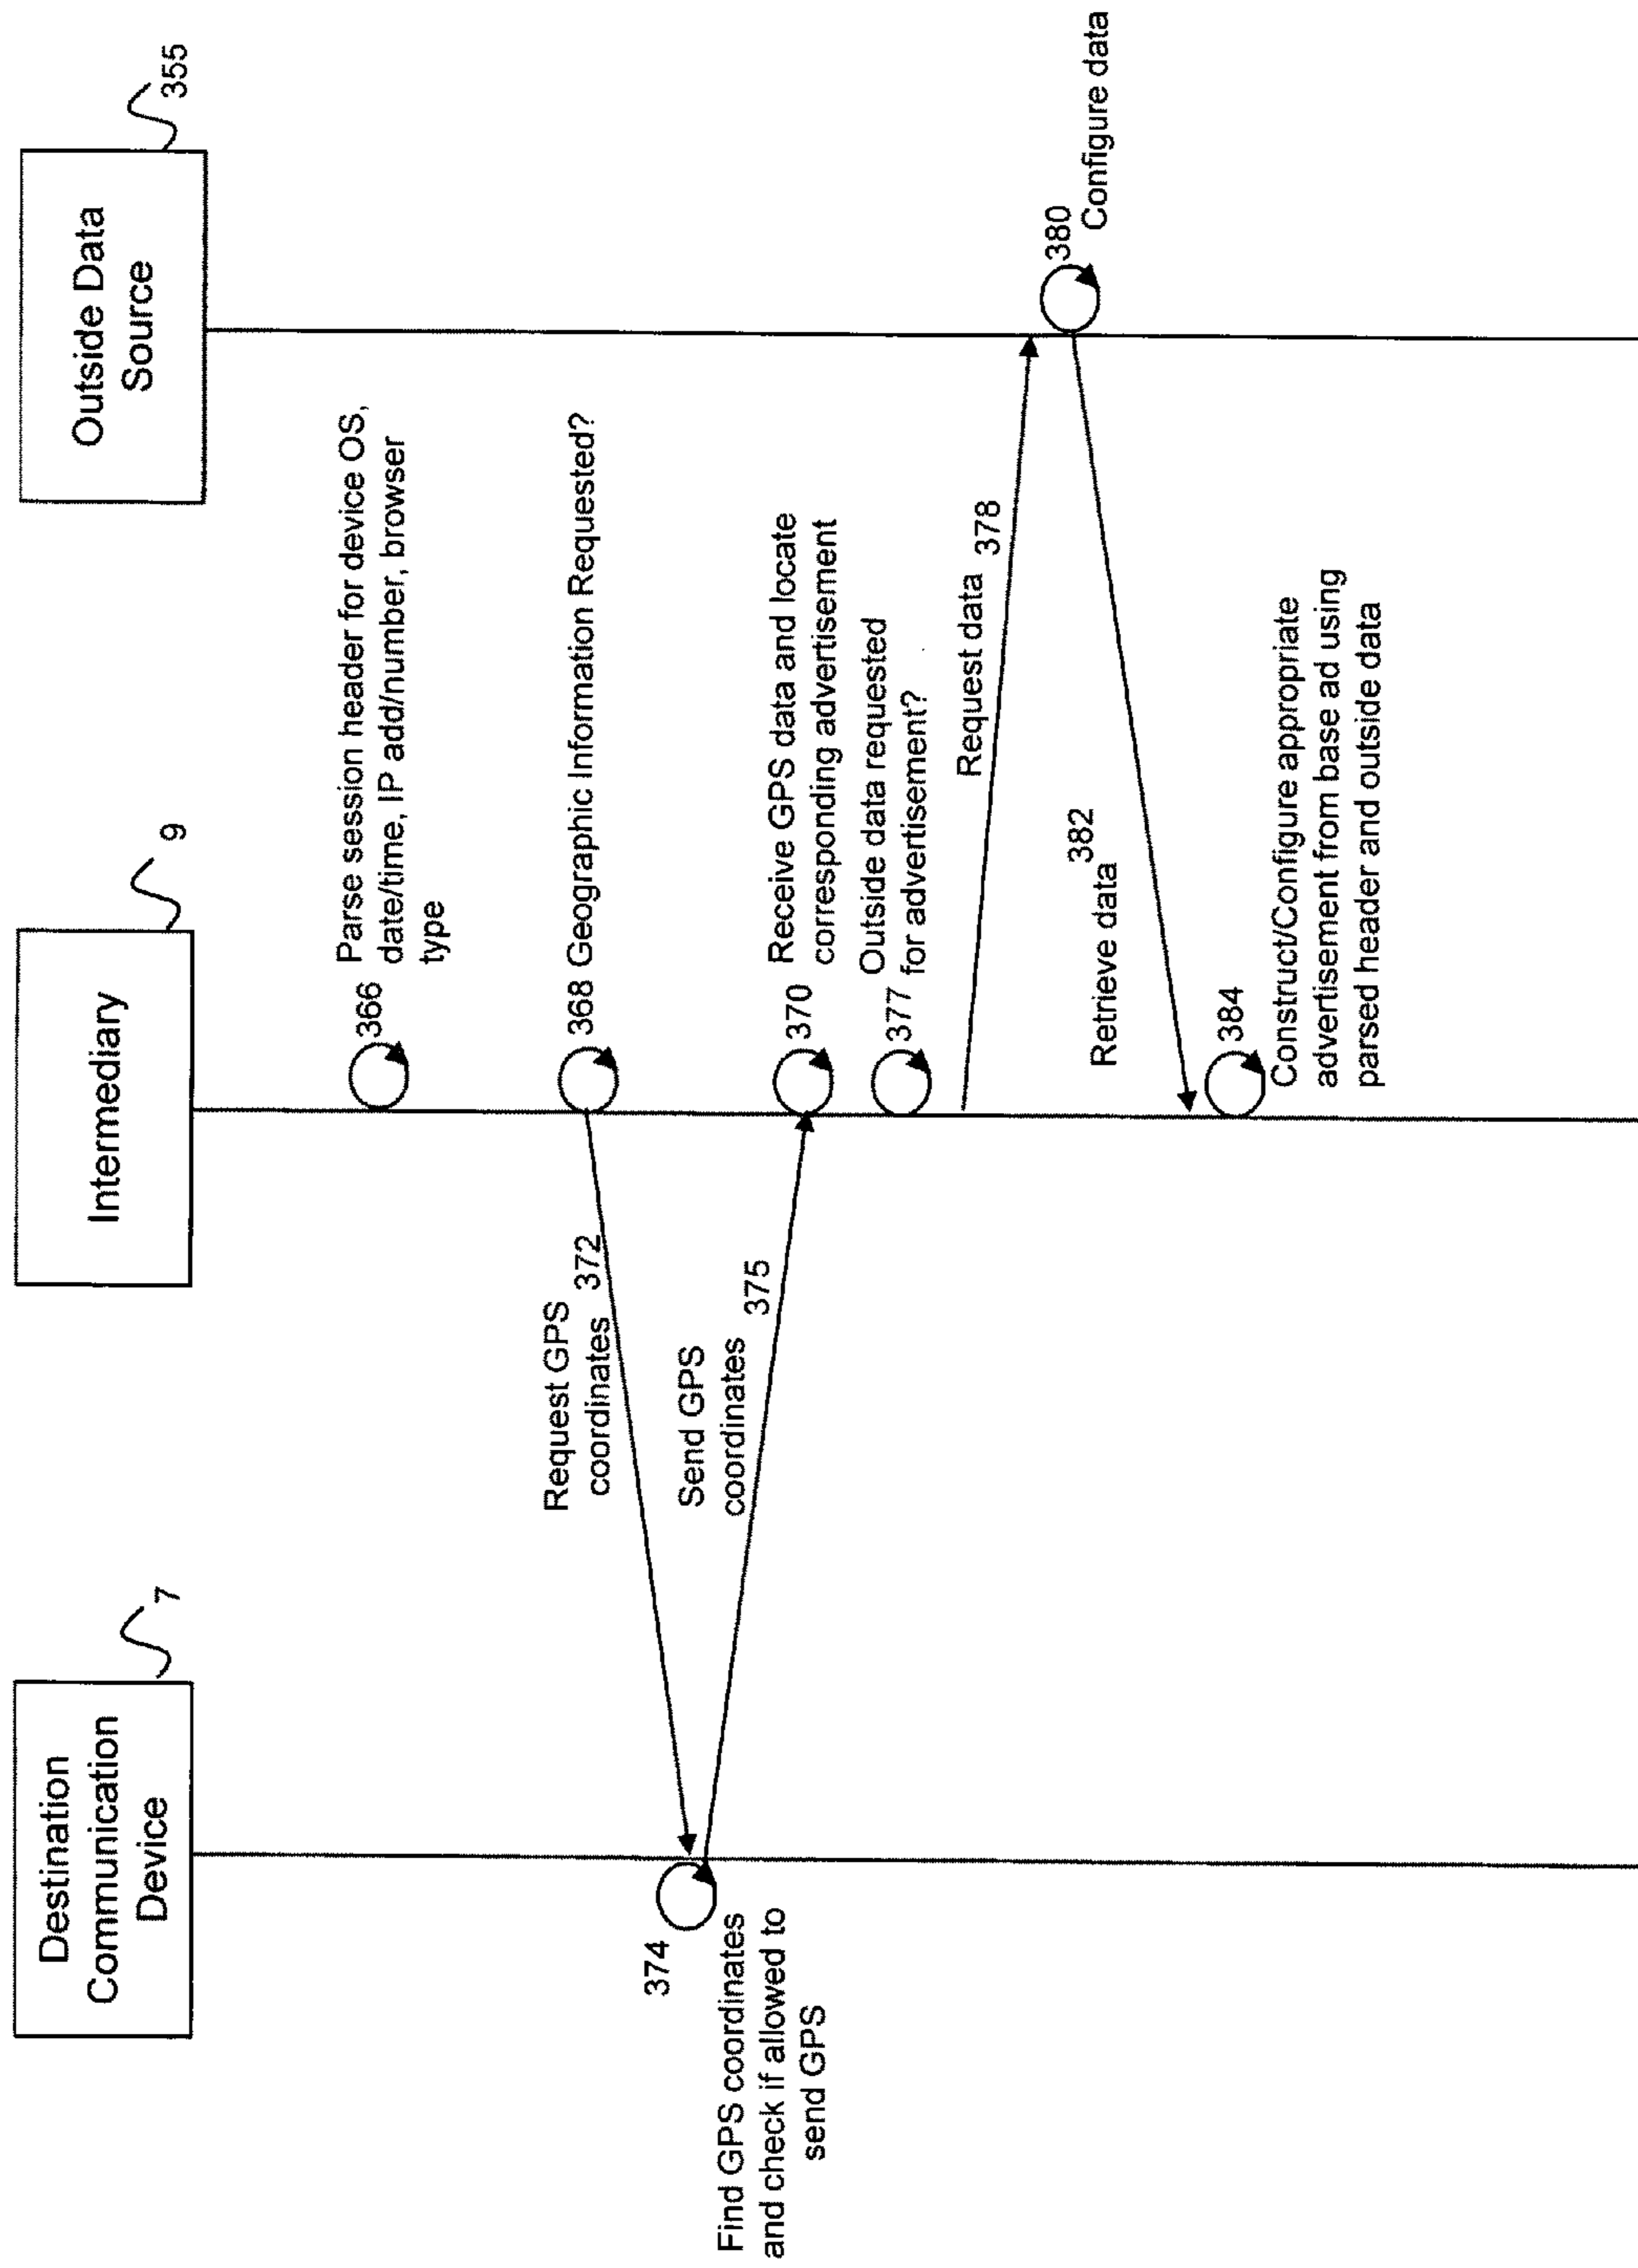 Destination
Communication
Device
7
Intermediary
9
Outside Data
Source
355
366
Parse session header for device OS,
date/time, IP add/number, browser
type
368 Geographic Information Requested?
Request GPS
coordinates 372
374
Find GPS coordinates
and check if allowed to
send GPS
Send GPS
coordinates 375
370
Receive GPS data and locate
corresponding advertisement
377
Outside data requested
for advertisement?
Request data 378
380
Configure data
382
Retrieve data
384
Construct/Configure appropriate
advertisement from base ad using
parsed header and outside data